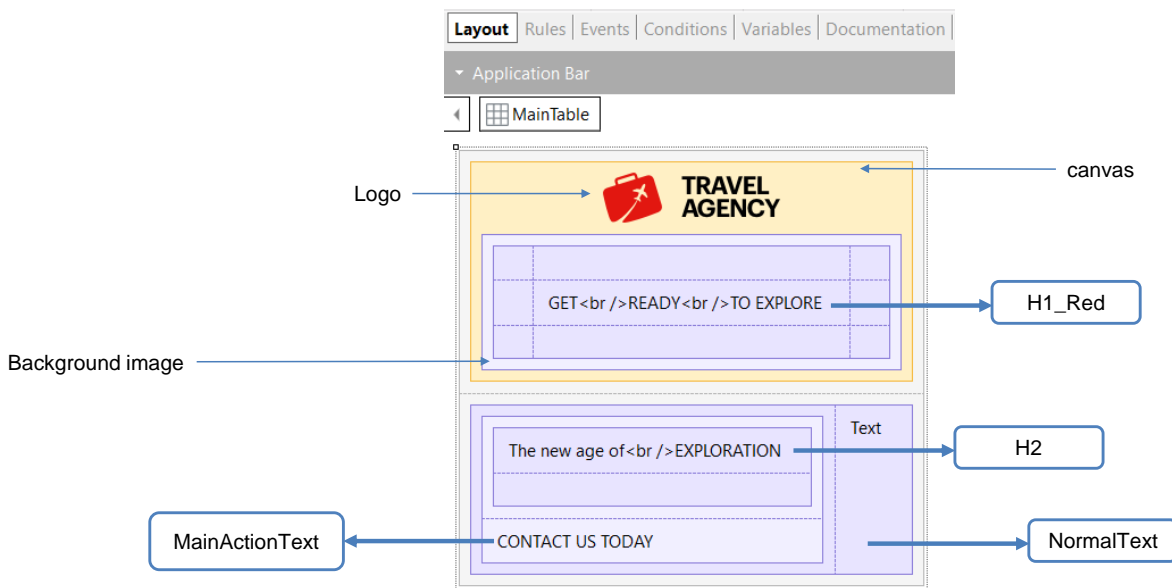 Layout Rules Events Conditions Variables Documentation
Application Bar
MainTable
canvas
Logo
TRAVEL
AGENCY
GET<br />READY<br />TO EXPLORE
H1_Red
Background image
Text
The new age of<br />EXPLORATION
H2
MainActionText
CONTACT US TODAY
NormalText